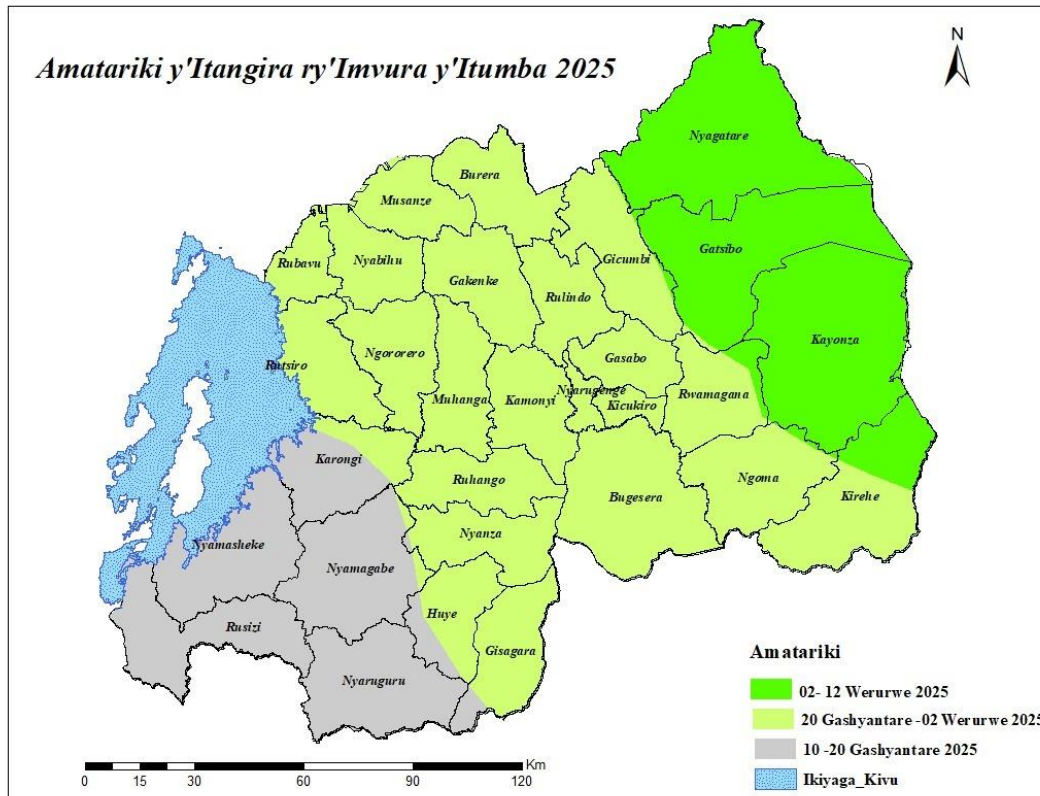 Amatariki y'Itangira ry'Imvura y'Itumba 2025
N
Nyagatare
Burera
Musanze
Gatsibo
Gicumbi
Rubavu
Nyabihu
Gakenke
Rulindo
Kayonza
Rutsiro
Ngororero
Gasabo
Muhanga
Kamonyi
Nyarugenge
Kicukiro
Rwamagana
Karongi
Ruhango
Bugesera
Ngoma
Kirehe
Nyanza
Nyamasheke
Nyamagabe
Huye
Rusizi
Gisagara
Nyaruguru
Amatariki
02- 12 Werurwe 2025
20 Gashyantare -02 Werurwe 2025
10 -20 Gashyantare 2025
Ikiyaga_Kivu
Km
0 15 30 60 90 120